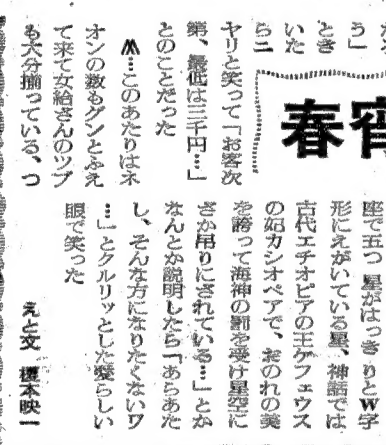 う」
とき
いた
らニ
ヤリと笑って「お客次
第、最低は三千円…」
とのことだった
…このあたりはネ
オンの数もグンとふえ
て来て女給さんのツブ
も大分揃っている、つ
宵
春
座で五つ 星がはっきりとW字
形にえがいている星、神話では
古代エチオピアの王ケフェウス
の妃カシオペアで、おのれの美
を誇って海神の罰を受け星空に
さか吊りにされている…」とか
なんとか説明したら「あらあた
し、そんな方になりたくないワ
…」とクルリッとした愛らしい
眼で笑った
えと文 榎本映一